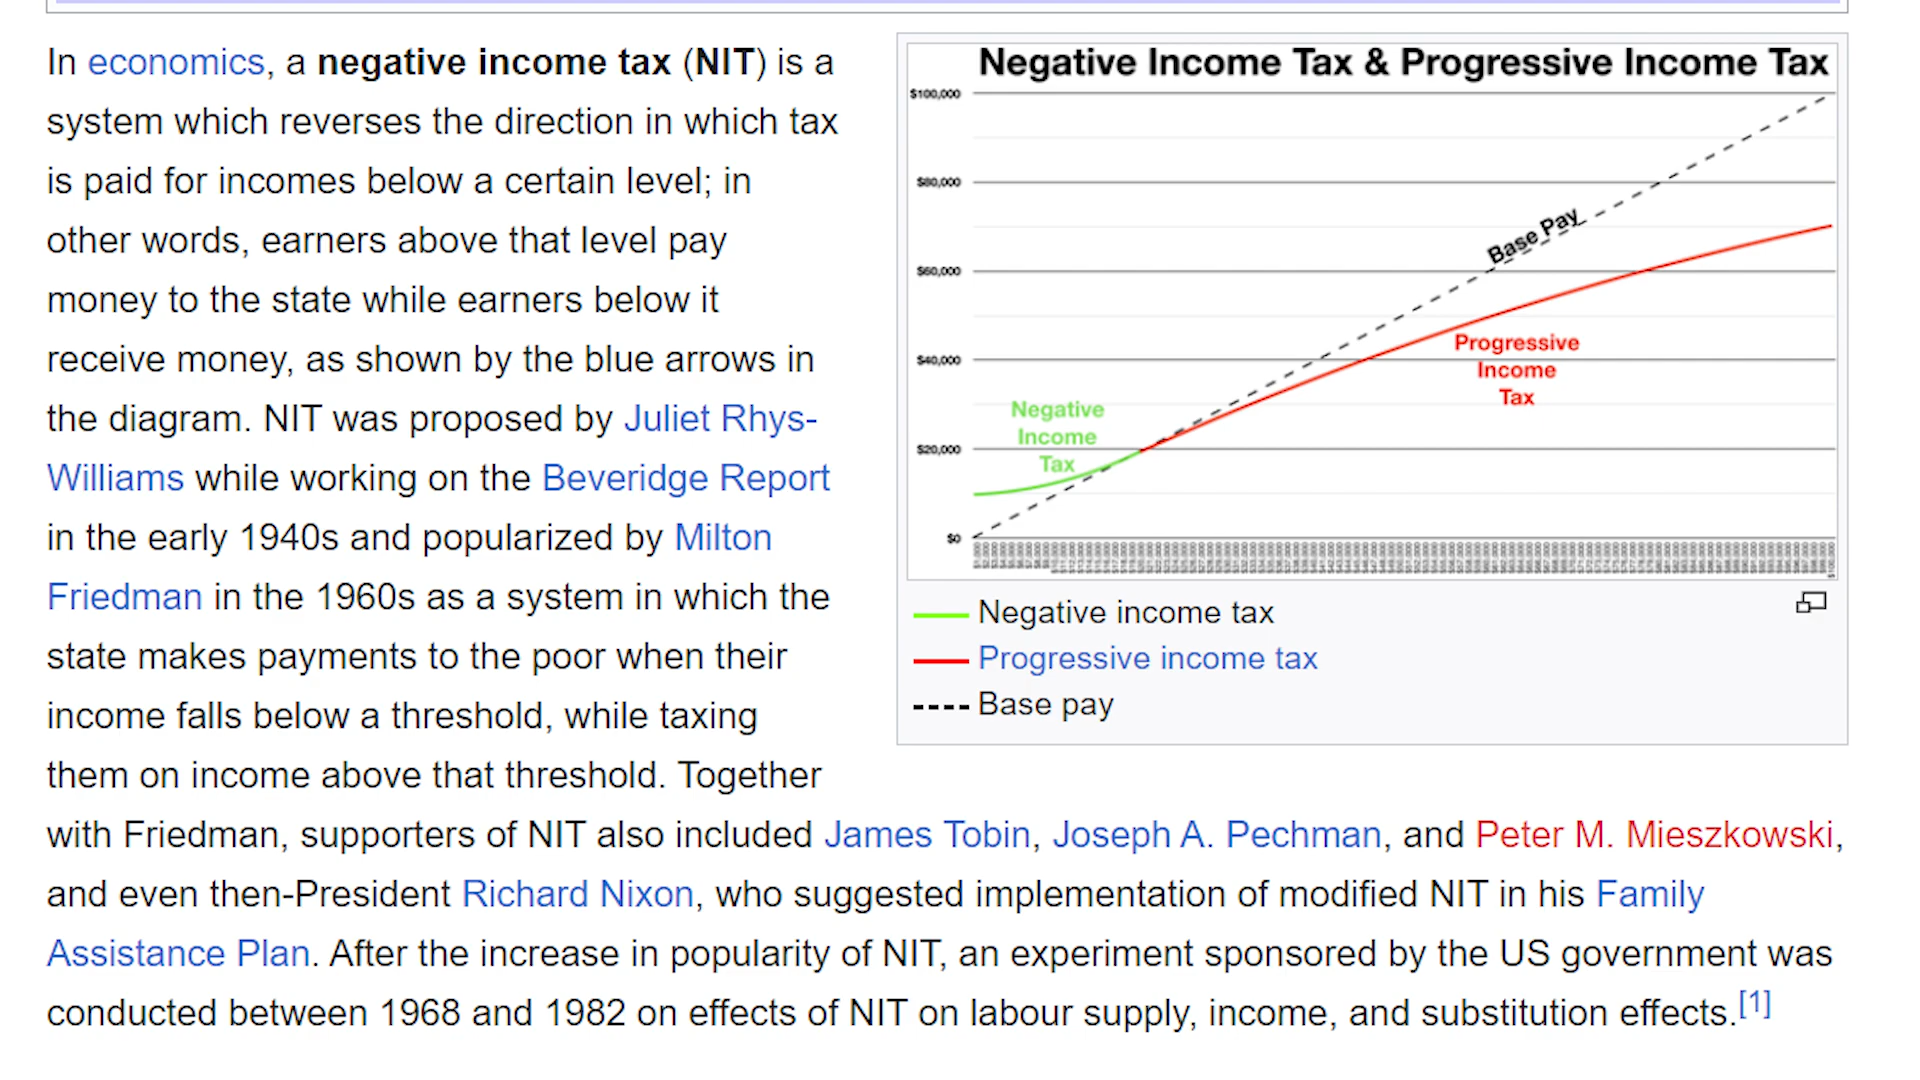 In economics, a negative income tax (NIT) is a
system which reverses the direction in which tax
is paid for incomes below a certain level; in
other words, earners above that level pay
money to the state while earners below it
receive money, as shown by the blue arrows in
the diagram. NIT was proposed by Juliet Rhys-
Williams while working on the Beveridge Report
in the early 1940s and popularized by Milton
Friedman in the 1960s as a system in which the
state makes payments to the poor when their
income falls below a threshold, while taxing
them on income above that threshold. Together
with Friedman, supporters of NIT also included James Tobin, Joseph A. Pechman, and Peter M. Mieszkowski,
and even then-President Richard Nixon, who suggested implementation of modified NIT in his Family
Assistance Plan. After the increase in popularity of NIT, an experiment sponsored by the US government was
conducted between 1968 and 1982 on effects of NIT on labour supply, income, and substitution effects.[1]
Negative Income Tax & Progressive Income Tax
$100,000
$80,000
$60,000
$40,000
$20,000
$0
Base Pay
Progressive
Income
Tax
Negative
Income
Tax
Negative income tax
Progressive income tax
Base pay